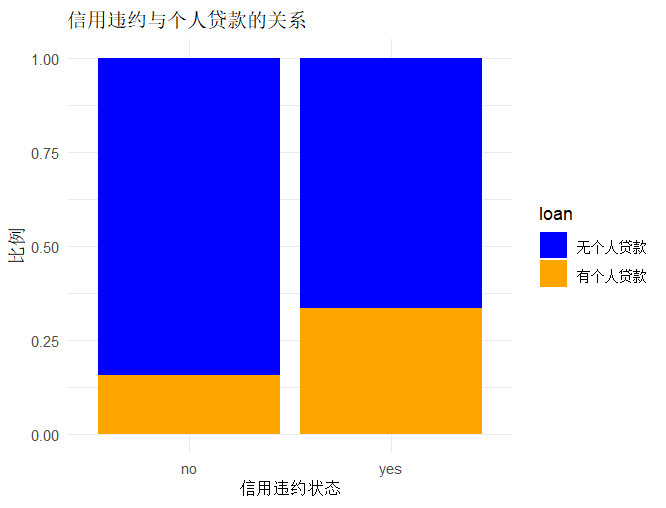 信用违约与个人贷款的关系
1.00
0.75
0.50
0.25
0.00
比例
no
yes
信用违约状态
loan
无个人贷款
有个人贷款